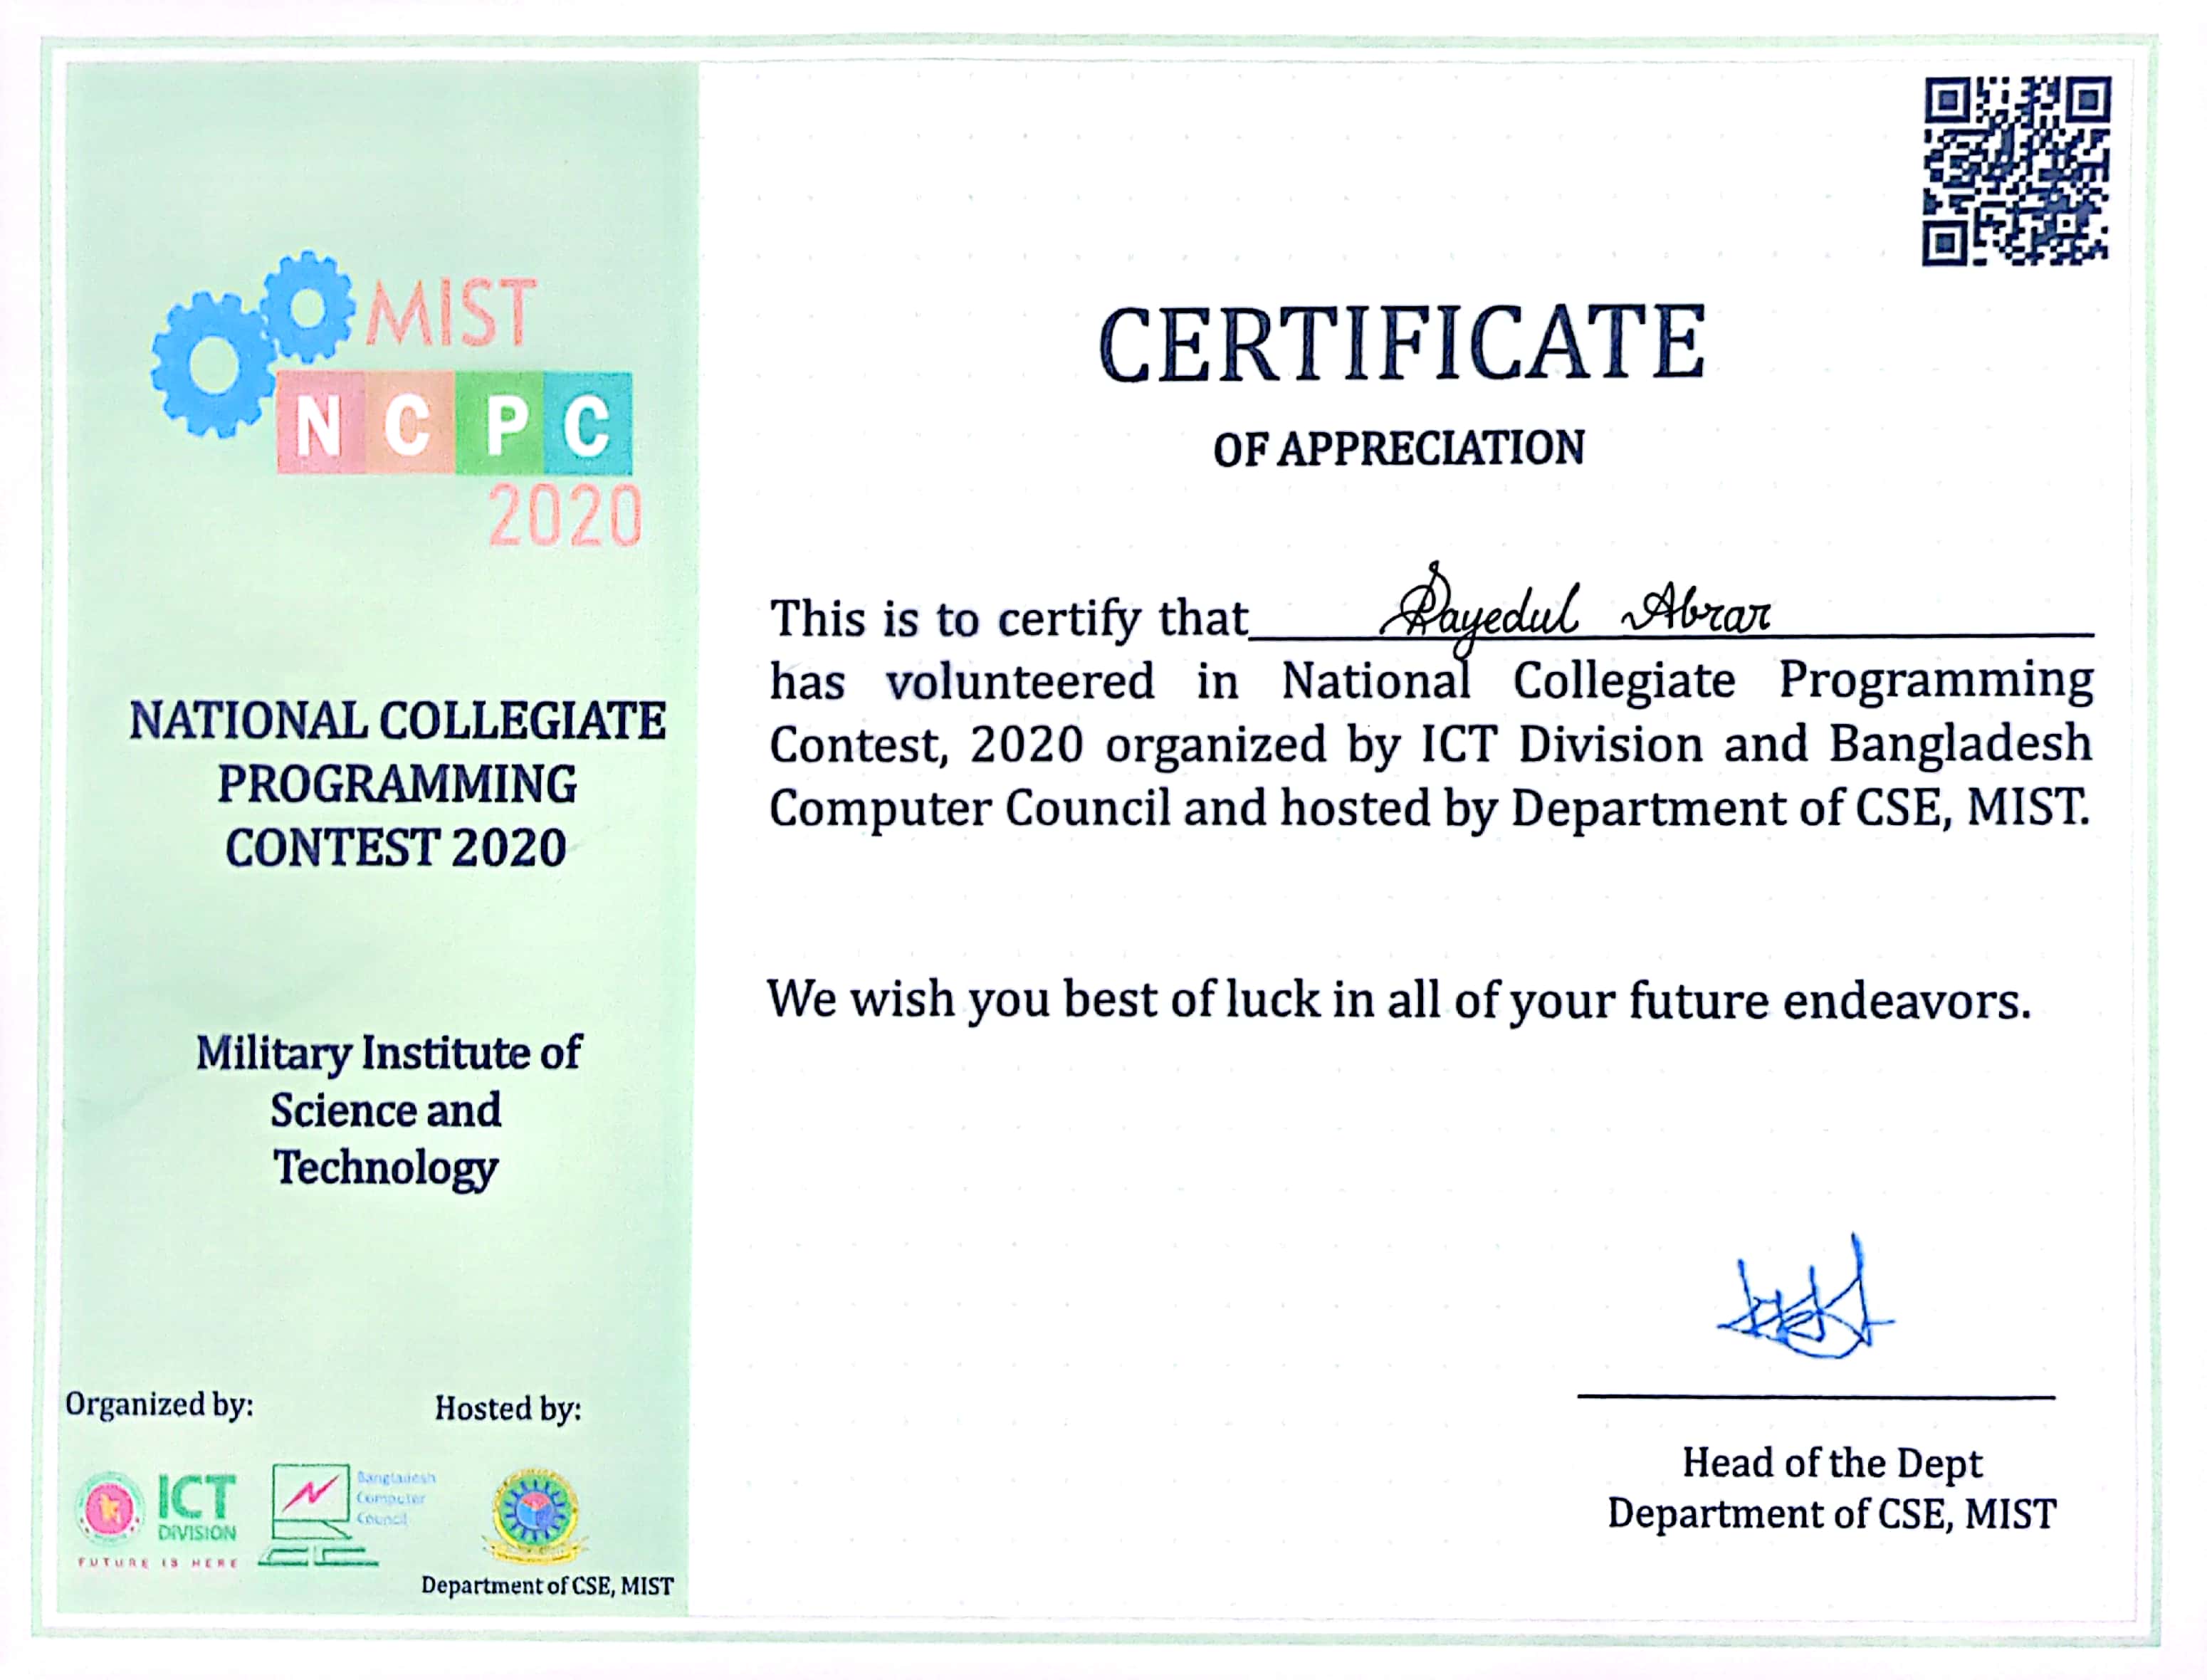 MIST
NCPC
2020
NATIONAL COLLEGIATE
PROGRAMMING
CONTEST 2020
Military Institute of
Science and
Technology
Organized by:
ICT
DIVISION
FUTURE IS HERE
Bangladesh
Computer
Council
Hosted by:
Department of CSE, MIST
CERTIFICATE
OF APPRECIATION
This is to certify that Sayedul Abrar
has volunteered in National Collegiate Programming
Contest, 2020 organized by ICT Division and Bangladesh
Computer Council and hosted by Department of CSE, MIST.
We wish you best of luck in all of your future endeavors.
Head of the Dept
Department of CSE, MIST